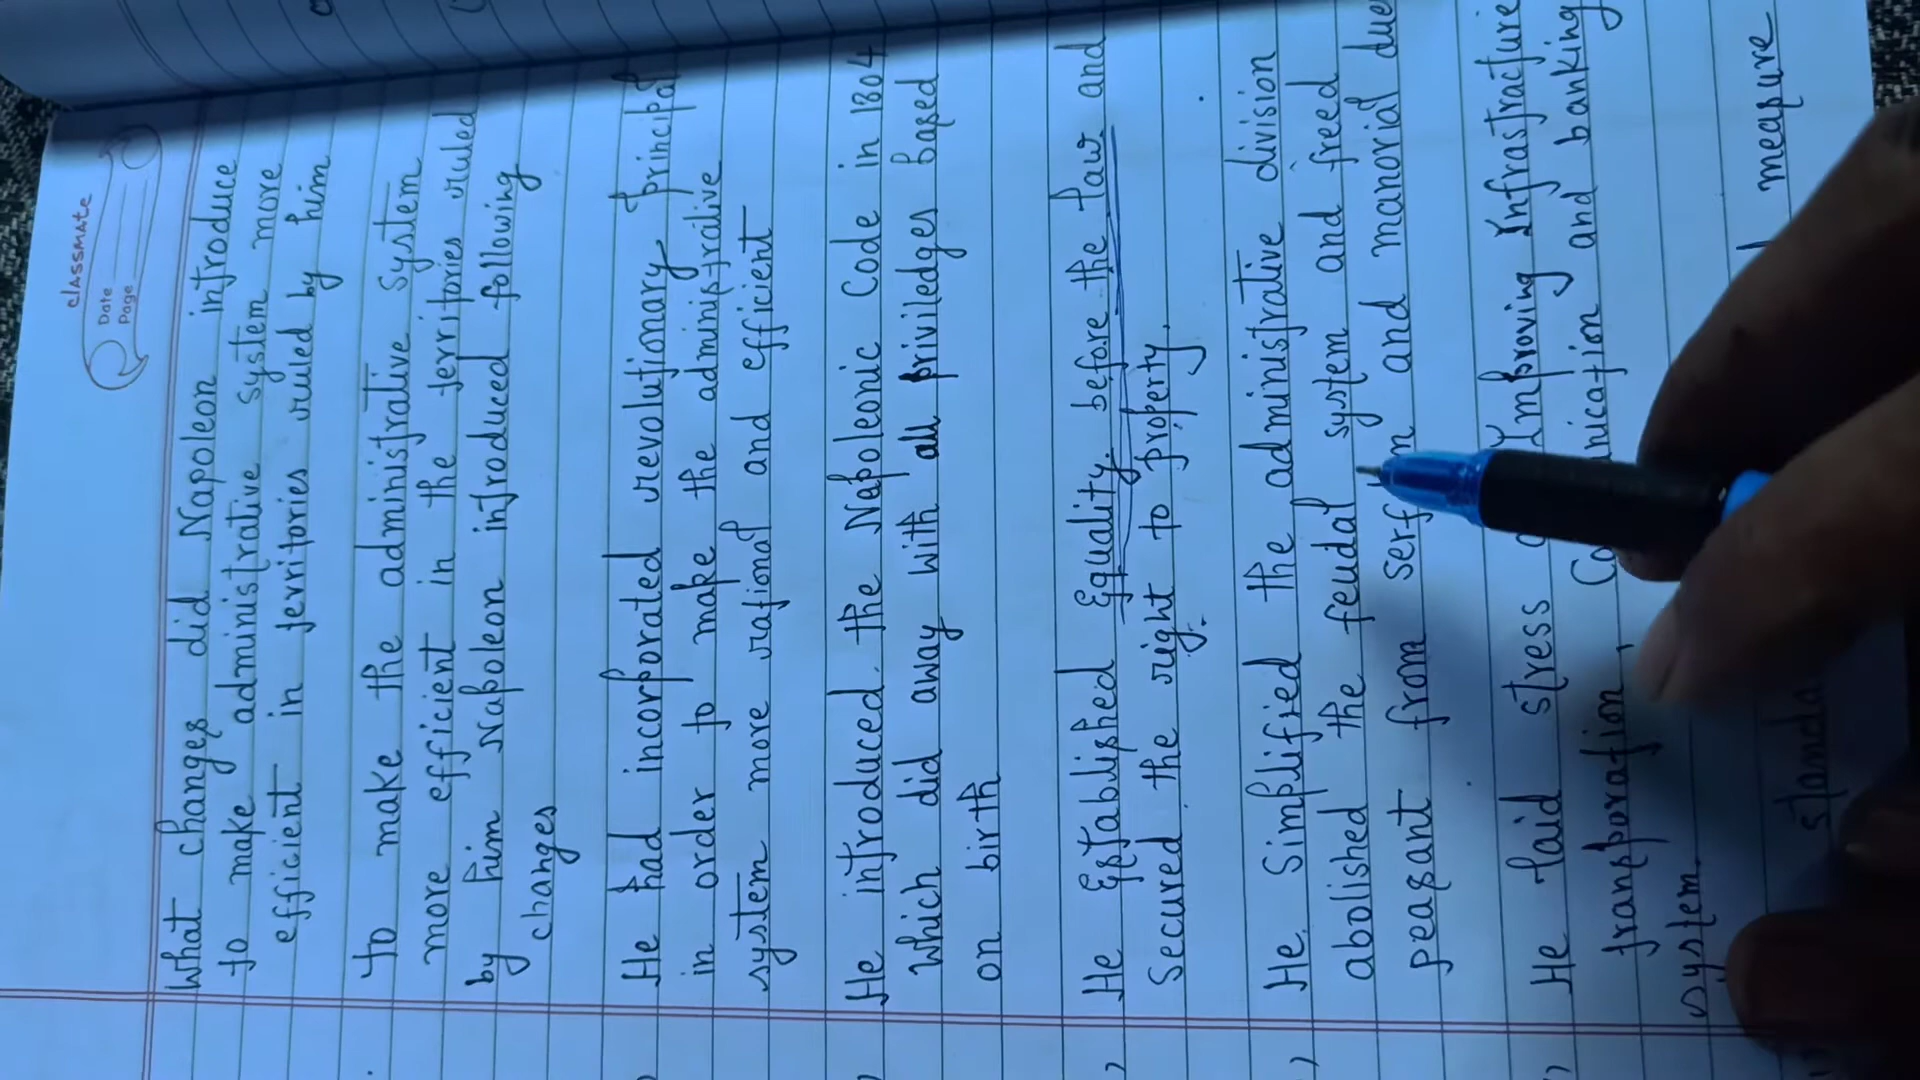 classmate
Date
Page
What changes did Napoleon introduce
to make administrative system more
efficient in territories ruled by him
To make the administrative system
more efficient in the territories ruled
by him Napoleon introduced following
changes
He had incorporated revolutionary principal
in order to make the administrative
system more rational and efficient
He introduced the Napoleonic Code in 1804
which did away with all priviledges based
on birth
He Established Equality before the law and
Secured the right to property.
He Simplified the administrative division
abolished the feudal system and freed
peasant from and manorial due
He laid stress Improving Infrastructure
transporation, and banking
system.
measure